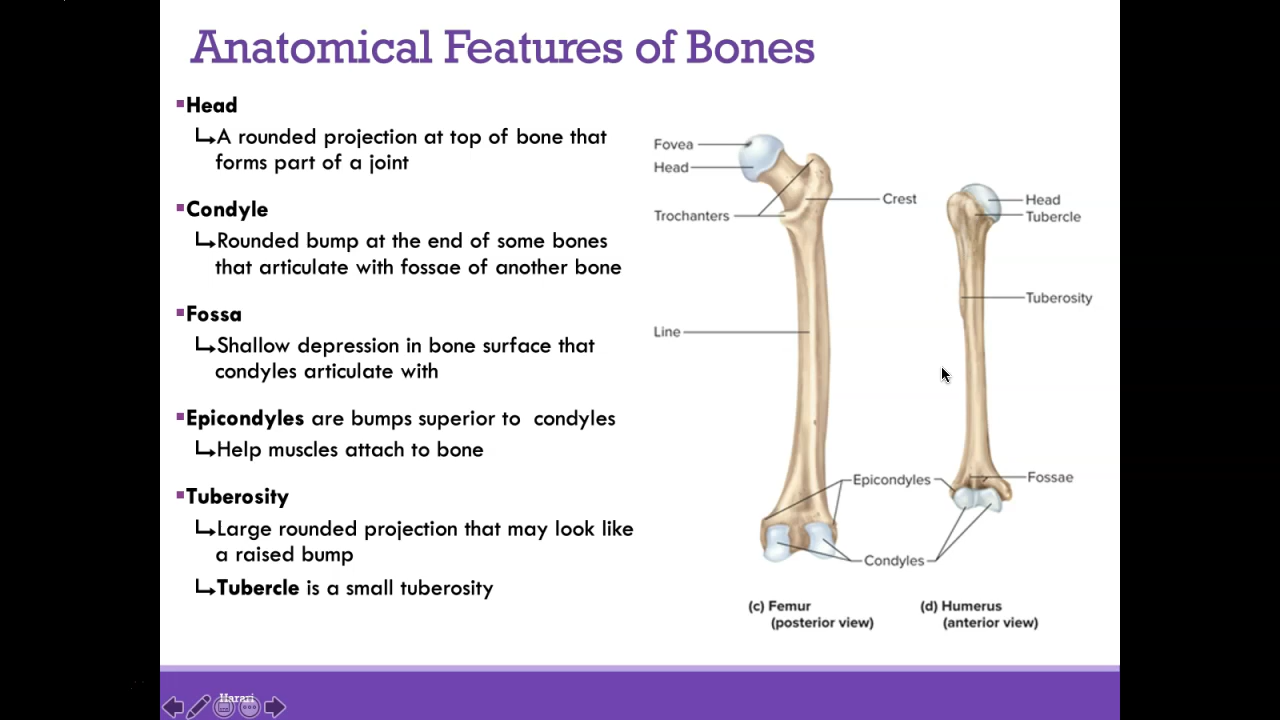 Anatomical Features of Bones
▪Head
↳A rounded projection at top of bone that
forms part of a joint
▪Condyle
↳Rounded bump at the end of some bones
that articulate with fossae of another bone
▪Fossa
↳Shallow depression in bone surface that
condyles articulate with
▪Epicondyles are bumps superior to  condyles
↳Help muscles attach to bone
▪Tuberosity
↳Large rounded projection that may look like
a raised bump
↳Tubercle is a small tuberosity
Fovea
Head
Trochanters
Crest
Line
Head
Tubercle
Tuberosity
Epicondyles
Fossae
Condyles
(c) Femur
(posterior view)
(d) Humerus
(anterior view)
Harari